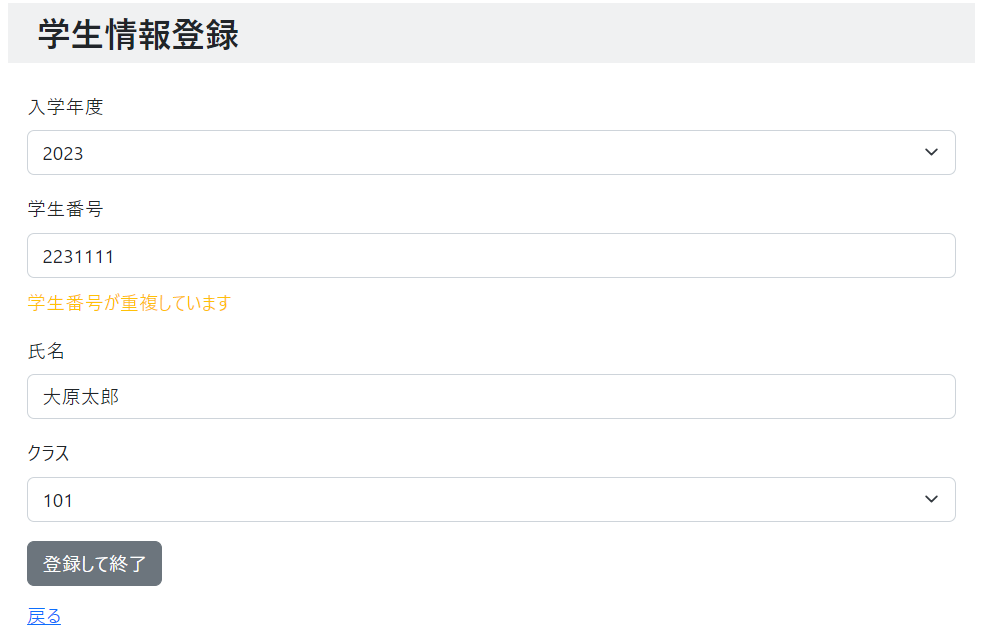 学生情報登録
入学年度
2023
学生番号
2231111
学生番号が重複しています
氏名
大原太郎
クラス
101
登録して終了
戻る